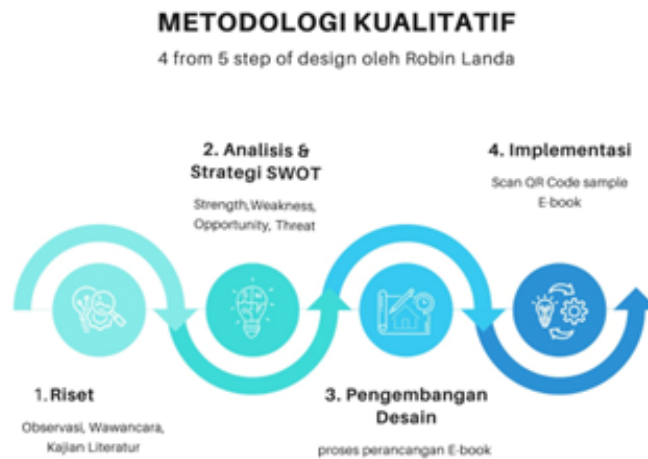 METODOLOGI KUALITATIF
4 from 5 step of design oleh Robin Landa
1. Riset
Observasi, Wawancara,
Kajian Literatur
2. Analisis &
Strategi SWOT
Strength, Weakness,
Opportunity, Threat
3. Pengembangan
Desain
proses perancangan E-book
4. Implementasi
Scan QR Code sample
E-book